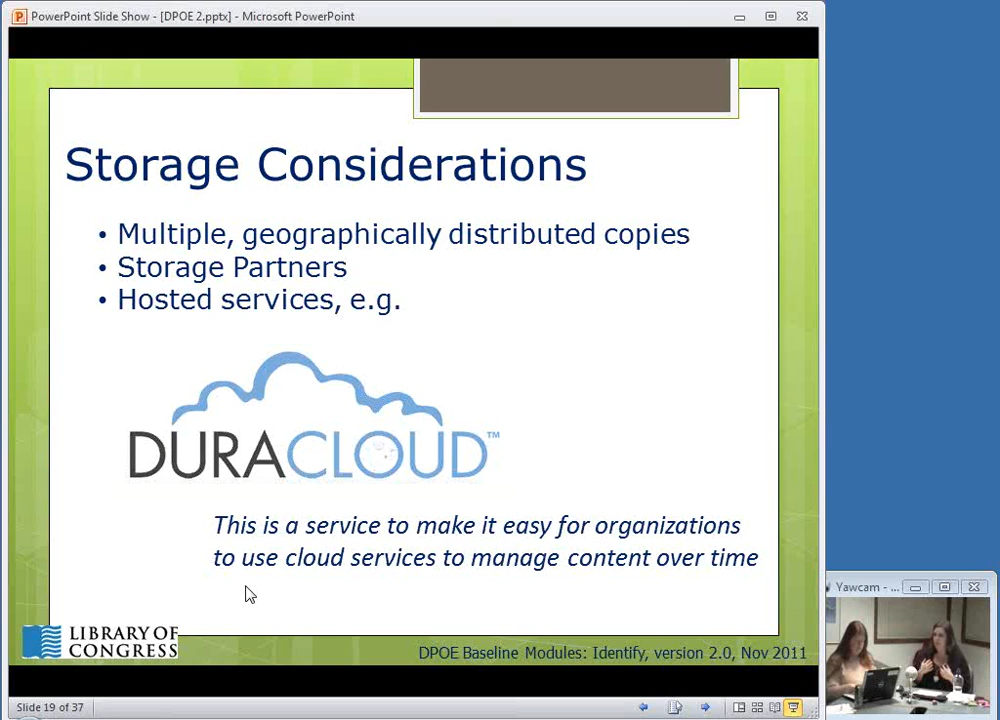 PowerPoint Slide Show - [DPOE 2.pptx] - Microsoft PowerPoint
Storage Considerations
• Multiple, geographically distributed copies
• Storage Partners
• Hosted services, e.g.
DURACLOUD™
This is a service to make it easy for organizations
to use cloud services to manage content over time
Yawcam - ...
LIBRARY OF
CONGRESS
DPOE Baseline Modules: Identify, version 2.0, Nov 2011
Slide 19 of 37